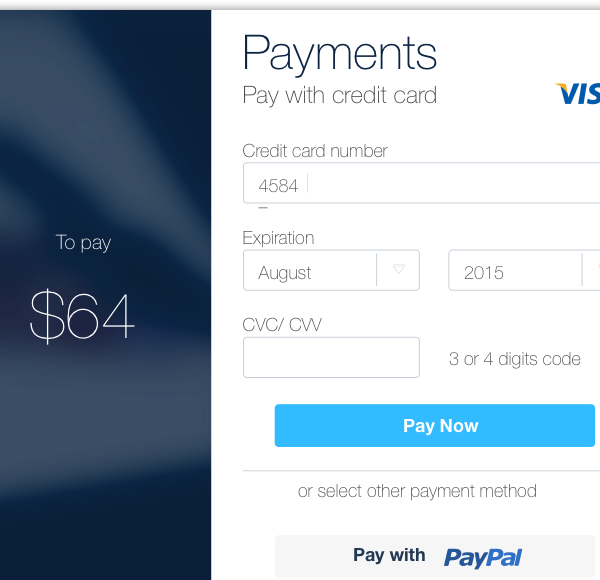 Payments
Pay with credit card
VIS
Credit card number
4584
Expiration
August
2015
To pay
$64
CVC/ CVV
3 or 4 digits code
Pay Now
or select other payment method
Pay with PayPal